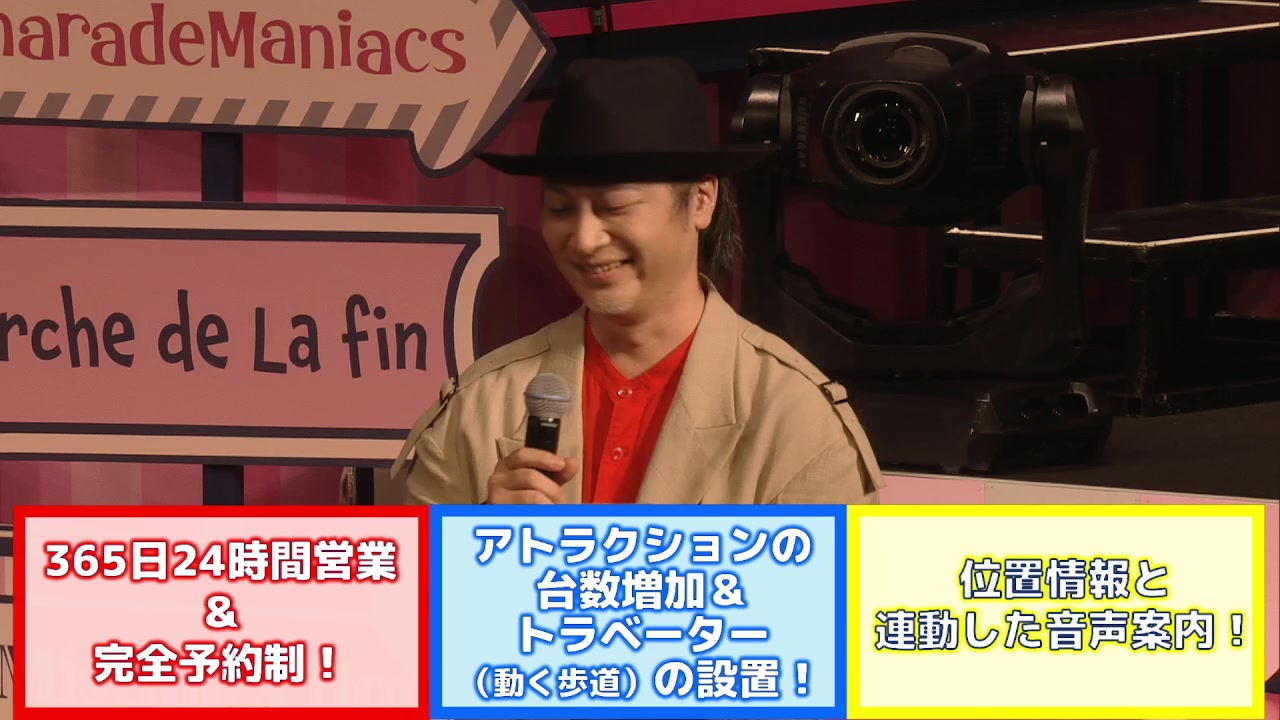 haradeManiacs
rche de La fin
365日24時間営業
&
完全予約制！
アトラクションの
台数増加＆
トラベーター
（動く歩道）の設置！
位置情報と
連動した音声案内！